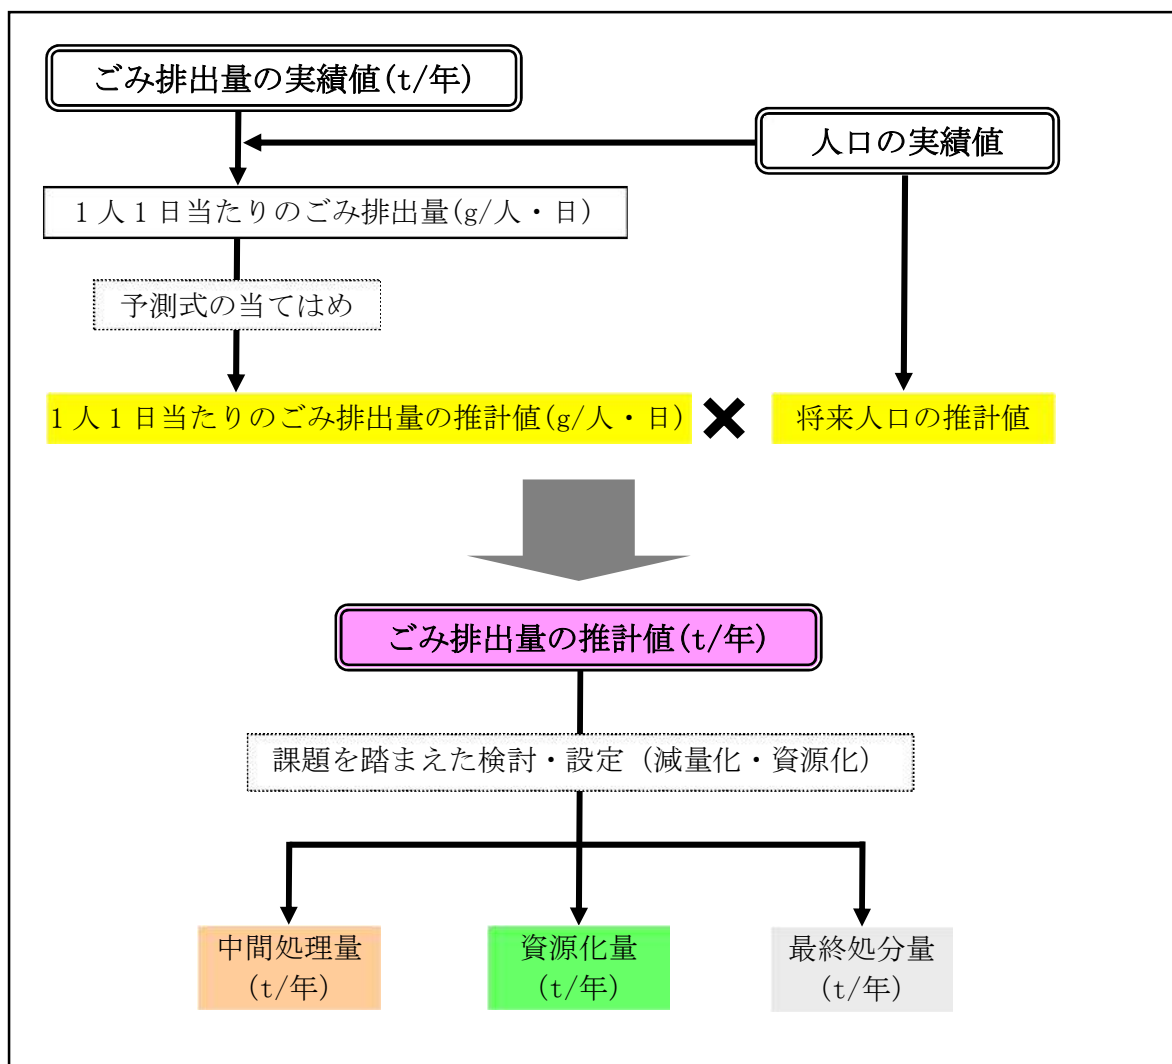 ごみ排出量の実績値(t/年)
人口の実績値
1人1日当たりのごみ排出量(g/人・日)
予測式の当てはめ
1人1日当たりのごみ排出量の推計値(g/人・日)
将来人口の推計値
ごみ排出量の推計値(t/年)
課題を踏まえた検討・設定（減量化・資源化）
中間処理量
(t/年)
資源化量
(t/年)
最終処分量
(t/年)